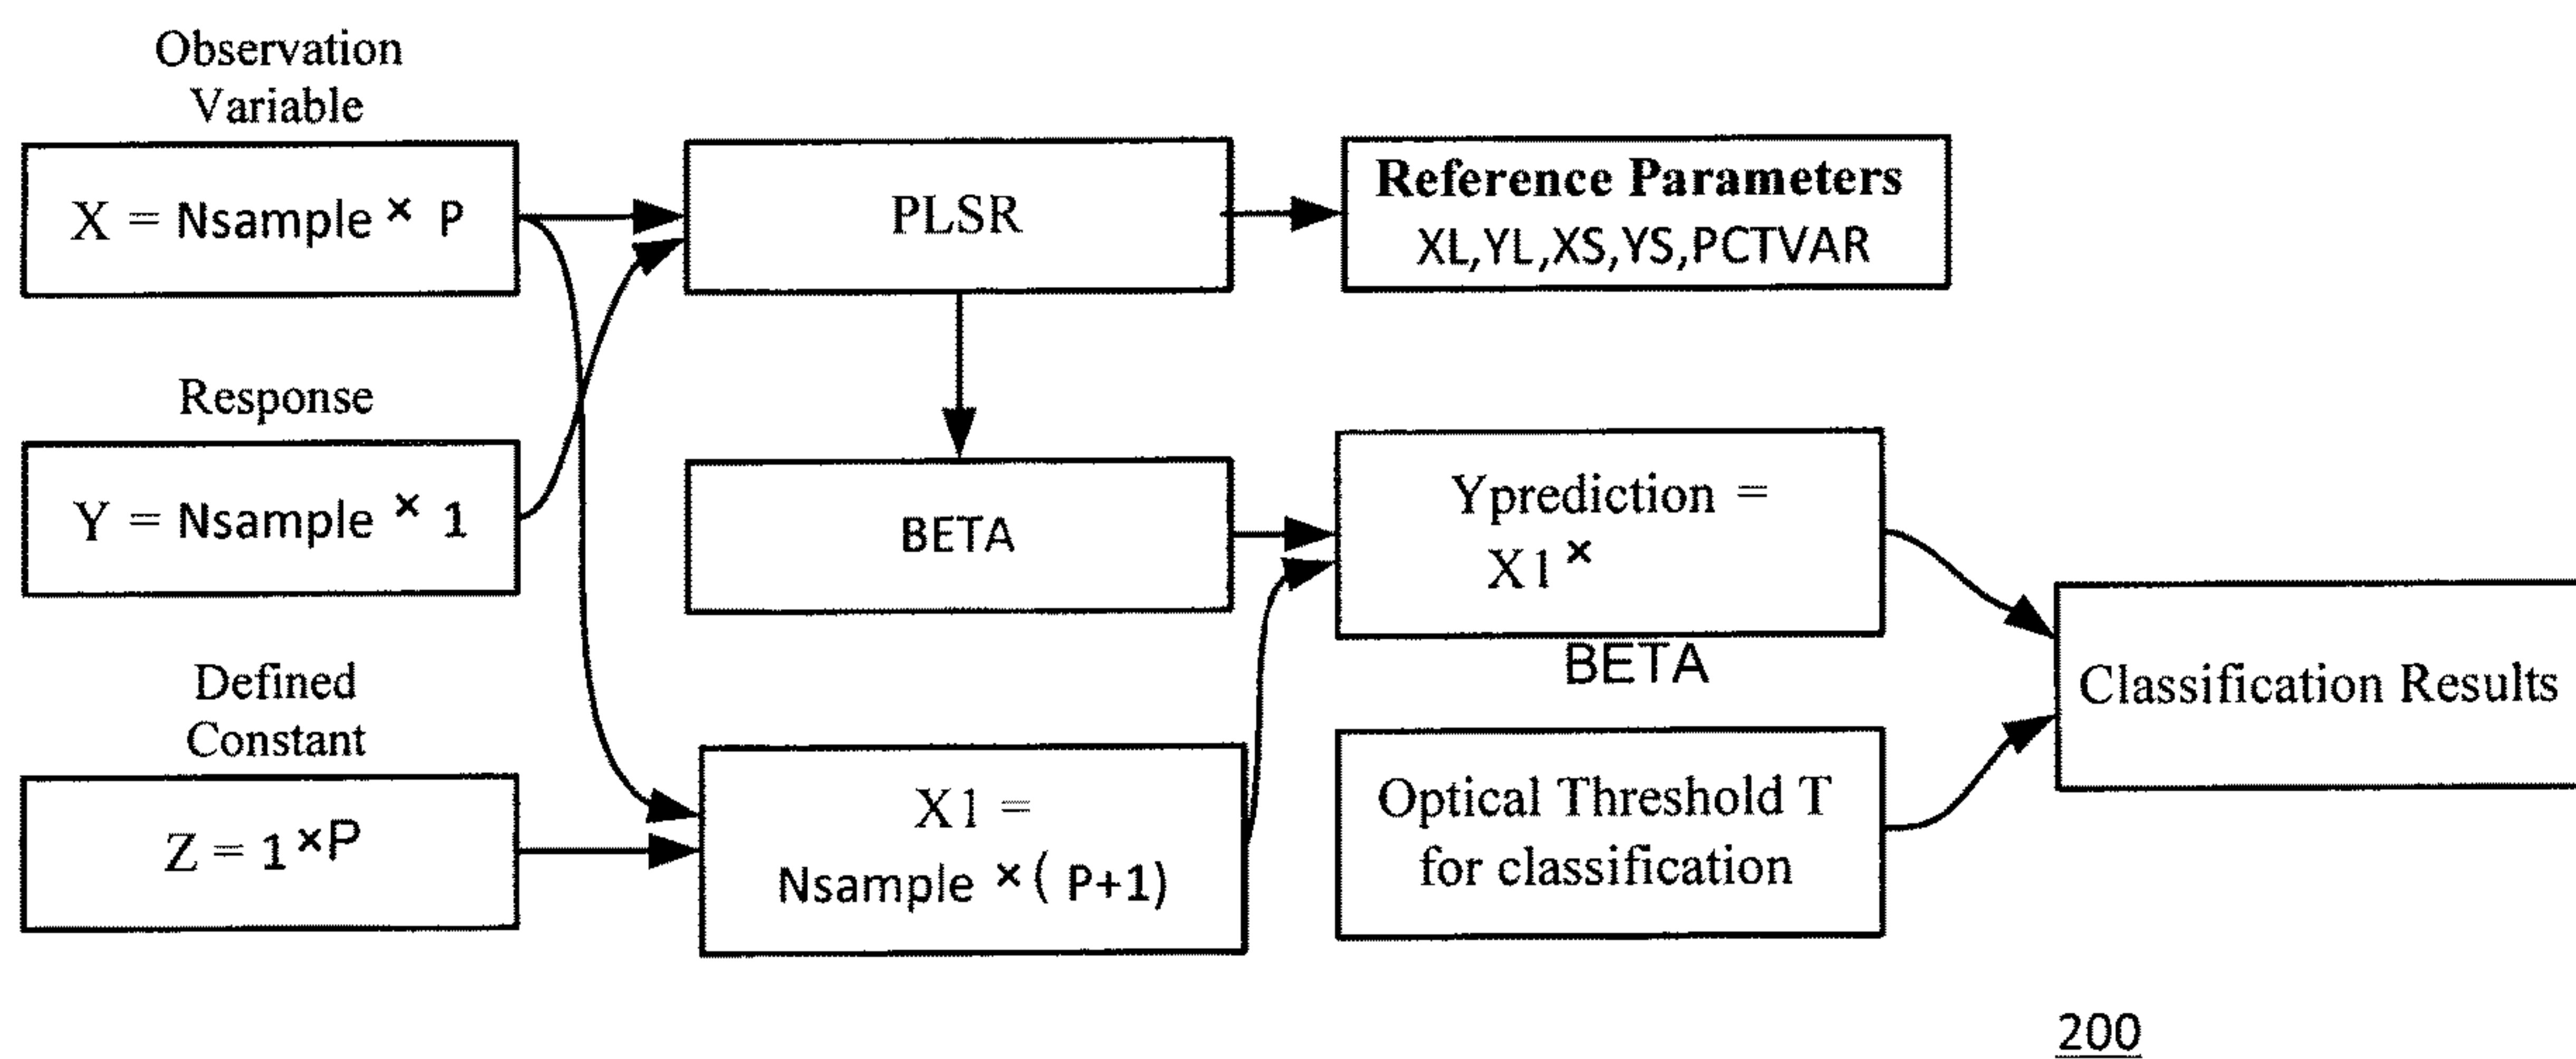 Observation
Variable
X = Nsample × P
PLSR
Reference Parameters
XL,YL,XS,YS,PCTVAR
Response
Y = Nsample × 1
BETA
Yprediction =
X1 ×
BETA
Defined
Constant
Z = 1 × P
X1 =
Nsample × ( P+1)
Optical Threshold T
for classification
Classification Results
200